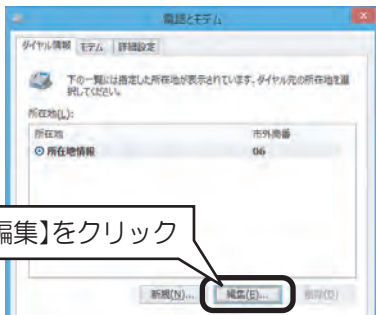 電話とモデム
ダイヤル情報 モデム 詳細設定
下の一覧には指定した所在地が表示されています。ダイヤル元の所在地を選
択してください。
所在地(L):
所在地 市外局番
所在地情報 06
編集】をクリック
新規(N)... 編集(E)... 削除(D)